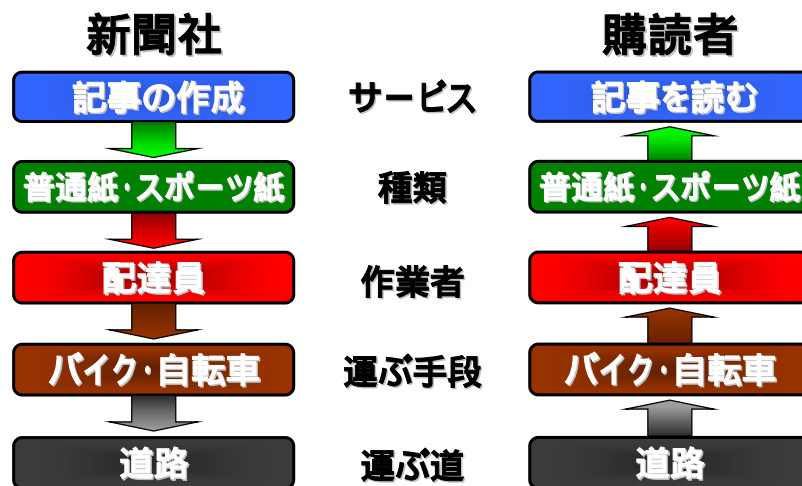 新聞社 購読者
記事の作成 サービス 記事を読む
普通紙・スポーツ紙 種類 普通紙・スポーツ紙
配達員 作業者 配達員
バイク・自転車 運ぶ手段 バイク・自転車
道路 運ぶ道 道路